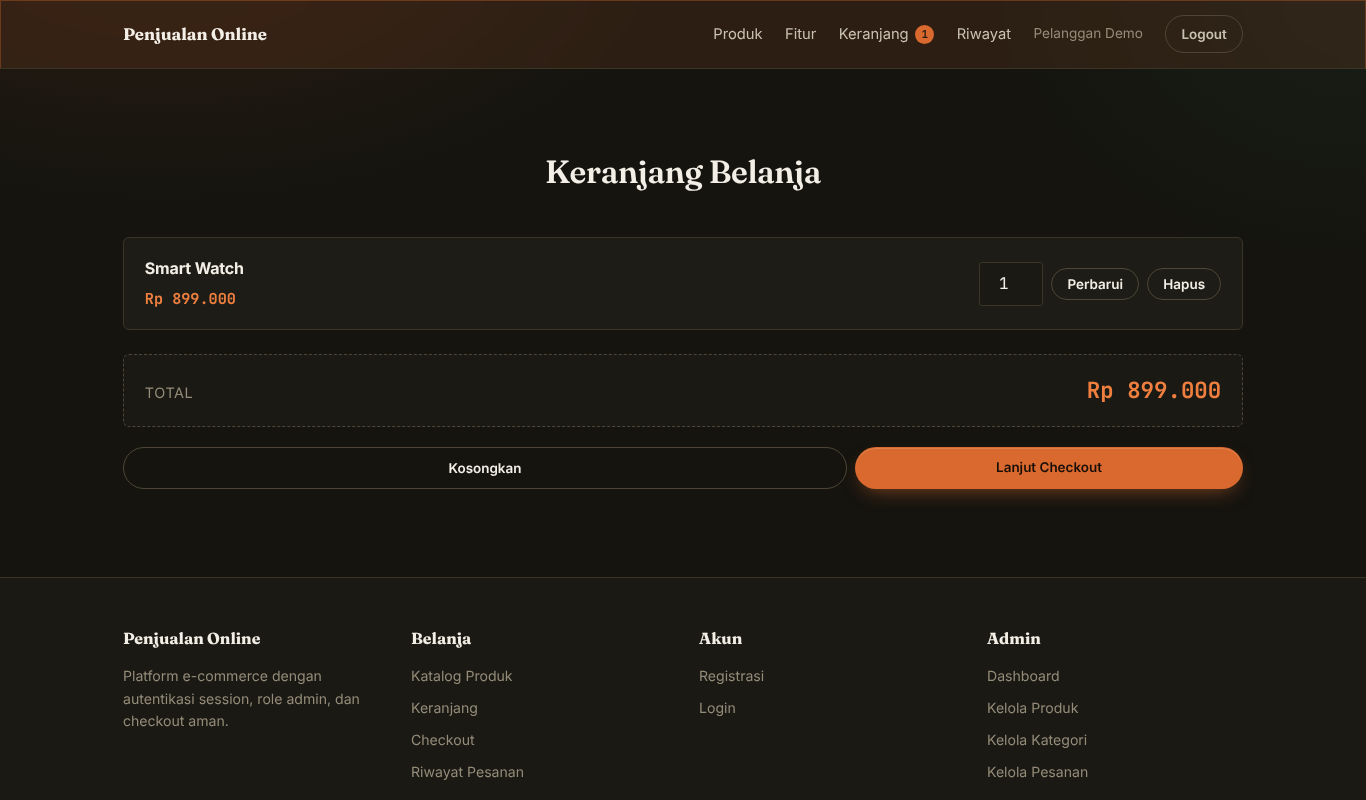 Penjualan Online
Produk Fitur Keranjang 1 Riwayat Pelanggan Demo Logout
Keranjang Belanja
Smart Watch
Rp 899.000
1 Perbarui Hapus
TOTAL Rp 899.000
Kosongkan Lanjut Checkout
Penjualan Online
Platform e-commerce dengan
autentikasi session, role admin, dan
checkout aman.
Belanja
Katalog Produk
Keranjang
Checkout
Riwayat Pesanan
Akun
Registrasi
Login
Admin
Dashboard
Kelola Produk
Kelola Kategori
Kelola Pesanan